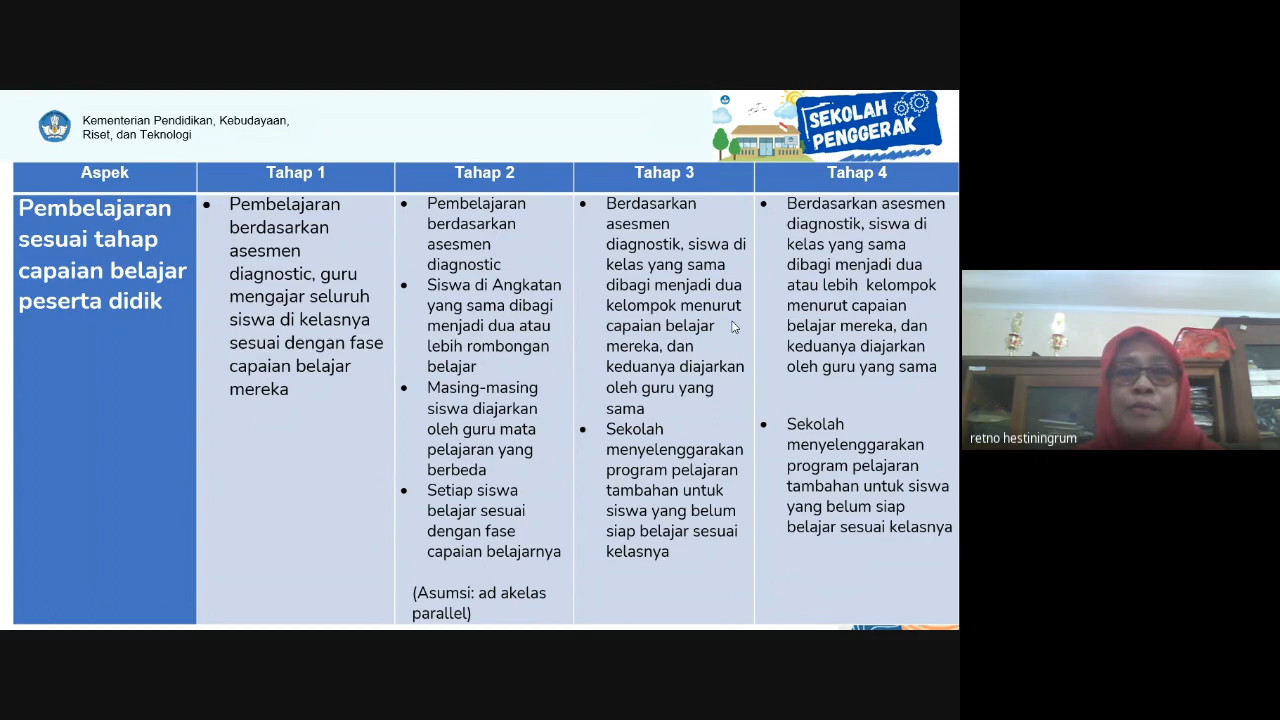 Kementerian Pendidikan, Kebudayaan,
Riset, dan Teknologi
SEKOLAH
PENGGERAK
Aspek
Tahap 1
Tahap 2
Tahap 3
Tahap 4
Pembelajaran
sesuai tahap
capaian belajar
peserta didik
• Pembelajaran
berdasarkan
asesmen
diagnostic, guru
mengajar seluruh
siswa di kelasnya
sesuai dengan fase
capaian belajar
mereka
• Pembelajaran
berdasarkan
asesmen
diagnostic
• Siswa di Angkatan
yang sama dibagi
menjadi dua atau
lebih rombongan
belajar
• Masing-masing
siswa diajarkan
oleh guru mata
pelajaran yang
berbeda
• Setiap siswa
belajar sesuai
dengan fase
capaian belajarnya
(Asumsi: ad akelas
parallel)
• Berdasarkan
asesmen
diagnostik, siswa di
kelas yang sama
dibagi menjadi dua
kelompok menurut
capaian belajar
mereka, dan
keduanya diajarkan
oleh guru yang
sama
• Sekolah
menyelenggarakan
program pelajaran
tambahan untuk
siswa yang belum
siap belajar sesuai
kelasnya
• Berdasarkan asesmen
diagnostik, siswa di
kelas yang sama
dibagi menjadi dua
atau lebih kelompok
menurut capaian
belajar mereka, dan
keduanya diajarkan
oleh guru yang sama
• Sekolah
menyelenggarakan
program pelajaran
tambahan untuk siswa
yang belum siap
belajar sesuai kelasnya
retno hestiningrum